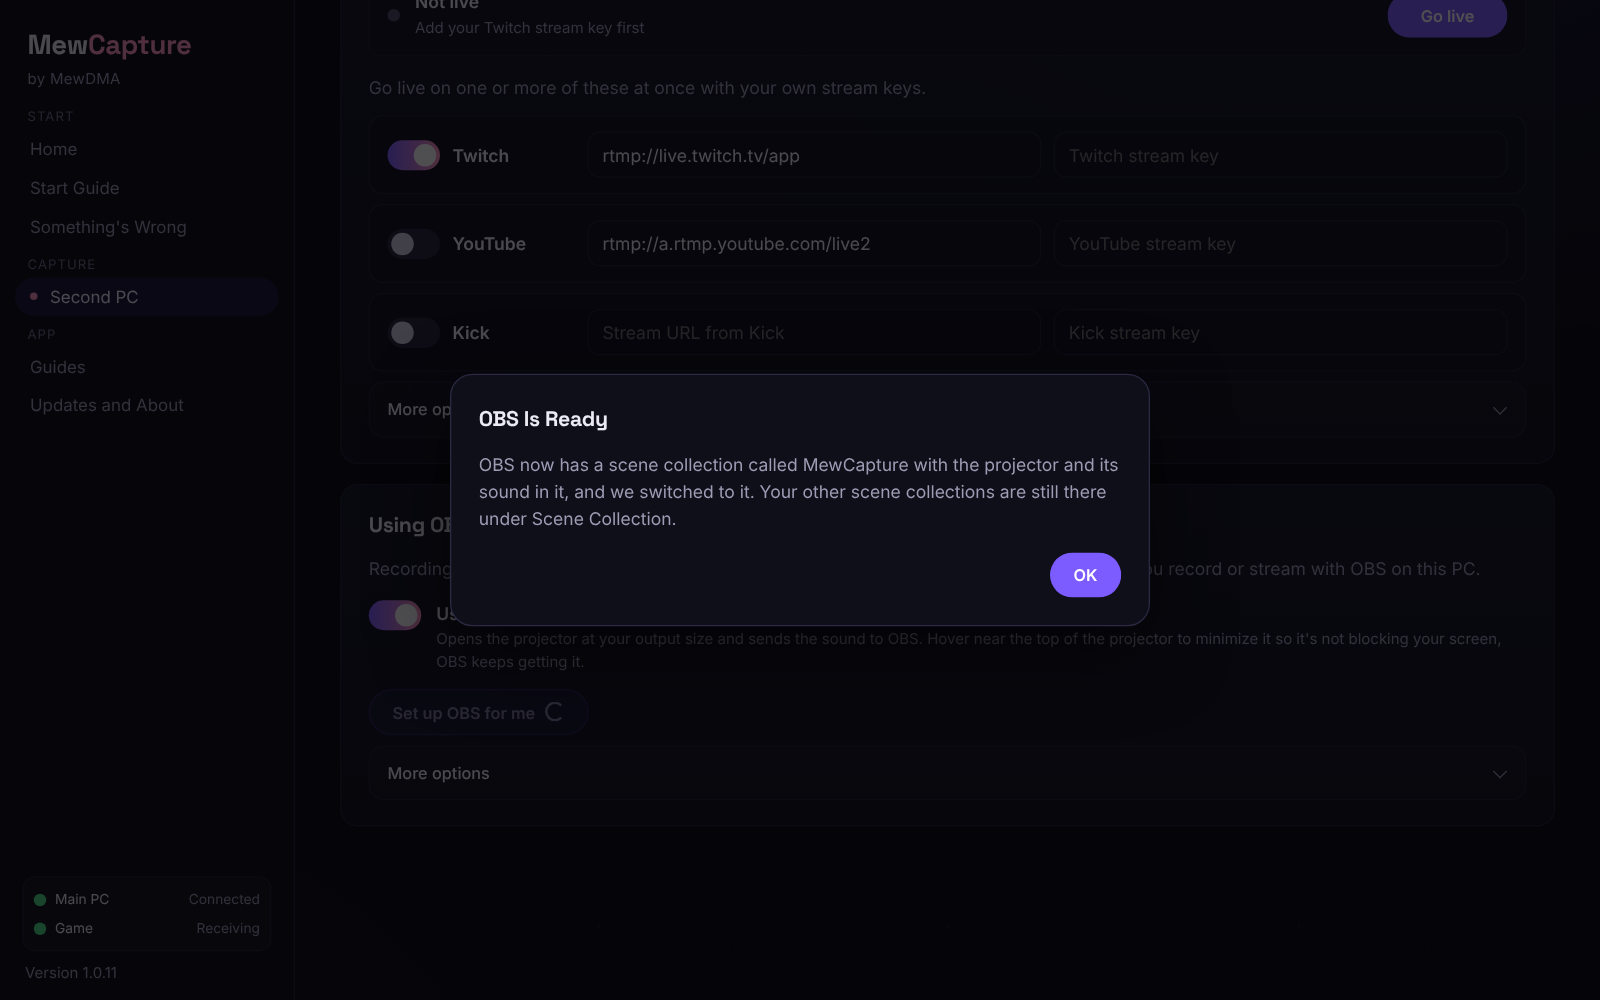 MewCapture
by MewDMA
START
Home
Start Guide
Something's Wrong
CAPTURE
Second PC
APP
Guides
Updates and About
Main PC Connected
Game Receiving
Version 1.0.11
Not live
Add your Twitch stream key first
Go live
Go live on one or more of these at once with your own stream keys.
Twitch rtmp://live.twitch.tv/app Twitch stream key
YouTube rtmp://a.rtmp.youtube.com/live2 YouTube stream key
Kick Stream URL from Kick Kick stream key
More op
OBS Is Ready
OBS now has a scene collection called MewCapture with the projector and its
sound in it, and we switched to it. Your other scene collections are still there
under Scene Collection.
OK
Using OB
Recording
u record or stream with OBS on this PC.
Us
Opens the projector at your output size and sends the sound to OBS. Hover near the top of the projector to minimize it so it's not blocking your screen,
OBS keeps getting it.
Set up OBS for me
More options